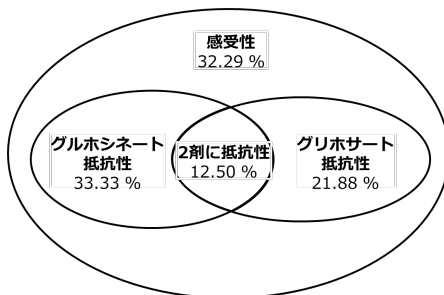 感受性
32.29 %
グルホシネート
抵抗性
33.33 %
2剤に抵抗性
12.50 %
グリホサート
抵抗性
21.88 %